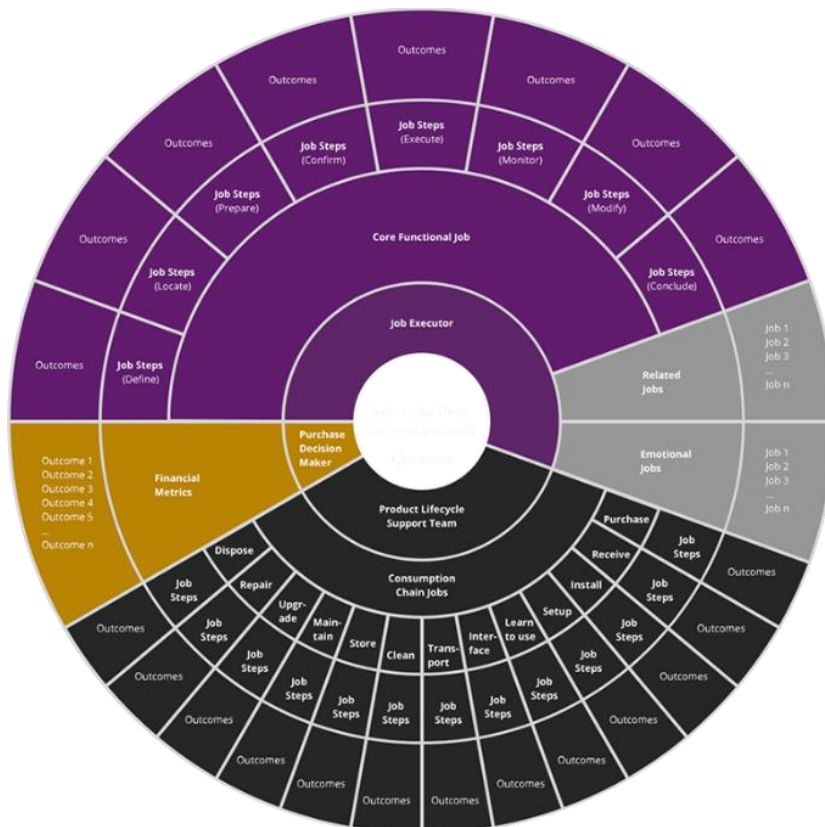 Outcomes
Outcomes
Outcomes
Outcomes
Outcomes
Outcomes
Outcomes
Outcomes
Outcomes
Job Steps
(Define)
Job Steps
(Locate)
Job Steps
(Prepare)
Job Steps
(Confirm)
Job Steps
(Execute)
Job Steps
(Monitor)
Job Steps
(Modify)
Job Steps
(Conclude)
Core Functional Job
Job Executor
Related
Jobs
Job 1
Job 2
Job 3
...
Job n
Emotional
Jobs
Job 1
Job 2
Job 3
...
Job n
Purchase
Decision
Maker
Financial
Metrics
Outcome 1
Outcome 2
Outcome 3
Outcome 4
Outcome 5
...
Outcome n
Product Lifecycle
Support Team
Consumption
Chain Jobs
Dispose
Repair
Upgr-
ade
Main-
tain
Store
Clean
Trans-
port
Inter-
face
Learn
to use
Setup
Install
Receive
Purchase
Job
Steps
Job
Steps
Job
Steps
Job
Steps
Job
Steps
Job
Steps
Job
Steps
Job
Steps
Job
Steps
Job
Steps
Job
Steps
Job
Steps
Job
Steps
Outcomes
Outcomes
Outcomes
Outcomes
Outcomes
Outcomes
Outcomes
Outcomes
Outcomes
Outcomes
Outcomes
Outcomes
Outcomes